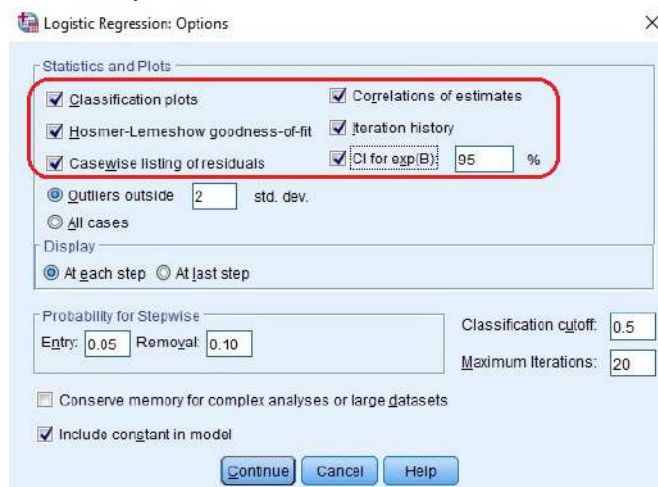 Logistic Regression: Options
Statistics and Plots
Classification plots
Correlations of estimates
Hosmer-Lemeshow goodness-of-fit
Iteration history
Casewise listing of residuals
CI for exp(B): 95 %
Outliers outside 2 std. dev.
All cases
Display
At each step At last step
Probability for Stepwise
Entry: 0.05 Removal: 0.10
Classification cutoff: 0.5
Maximum Iterations: 20
Conserve memory for complex analyses or large datasets
Include constant in model
Continue Cancel Help